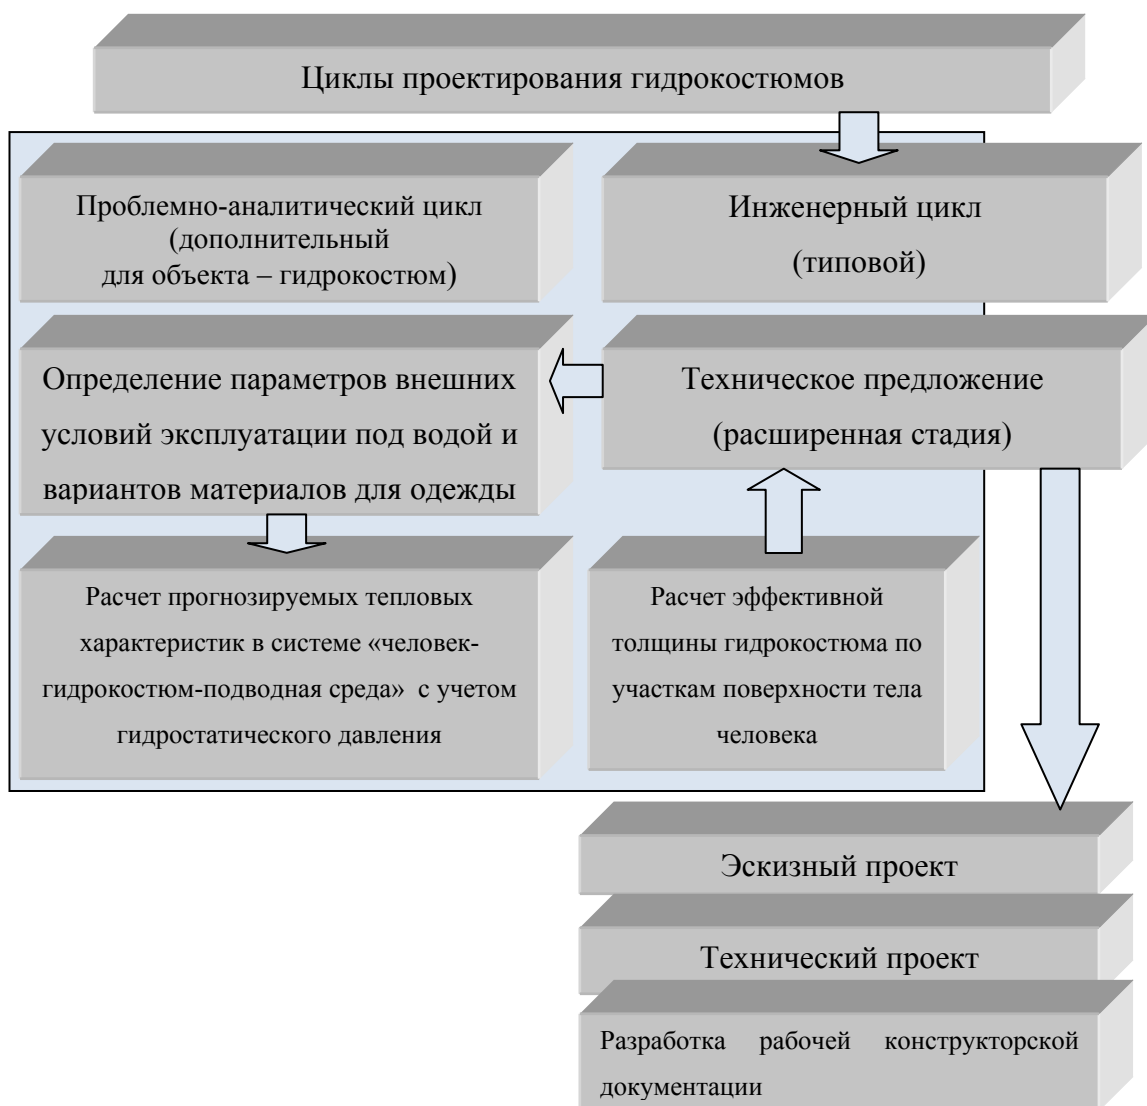 Циклы проектирования гидрокостюмов
Проблемно-аналитический цикл
(дополнительный
для объекта – гидрокостюм)
Инженерный цикл
(типовой)
Определение параметров внешних
условий эксплуатации под водой и
вариантов материалов для одежды
Техническое предложение
(расширенная стадия)
Расчет прогнозируемых тепловых
характеристик в системе «человек-
гидрокостюм-подводная среда» с учетом
гидростатического давления
Расчет эффективной
толщины гидрокостюма по
участкам поверхности тела
человека
Эскизный проект
Технический проект
Разработка рабочей конструкторской
документации